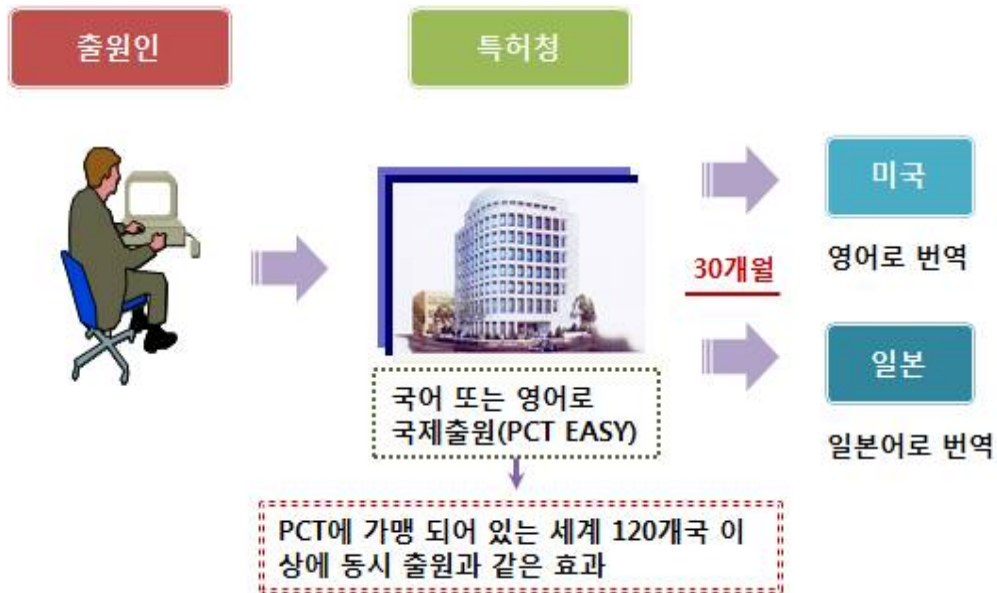 출원인
특허청
미국
30개월
영어로 번역
일본
국어 또는 영어로
국제출원(PCT EASY)
일본어로 번역
PCT에 가맹 되어 있는 세계 120개국 이
상에 동시 출원과 같은 효과